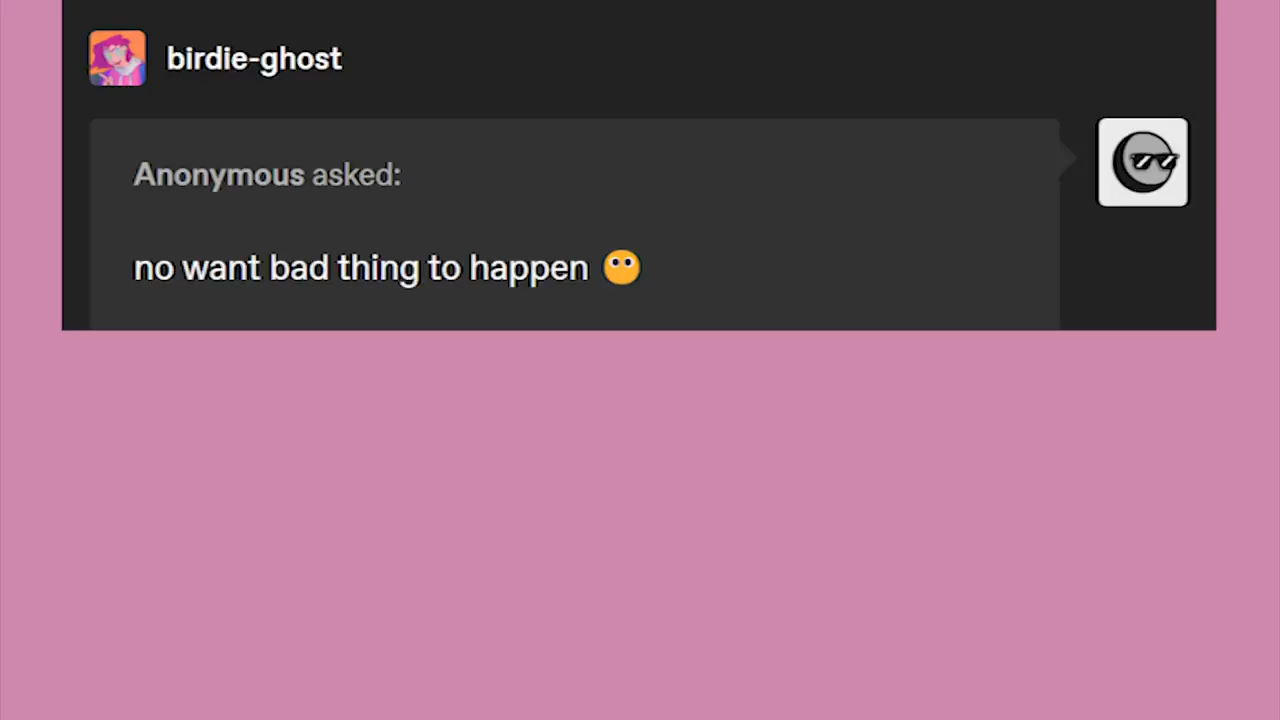 birdie-ghost
Anonymous asked:
no want bad thing to happen 😶